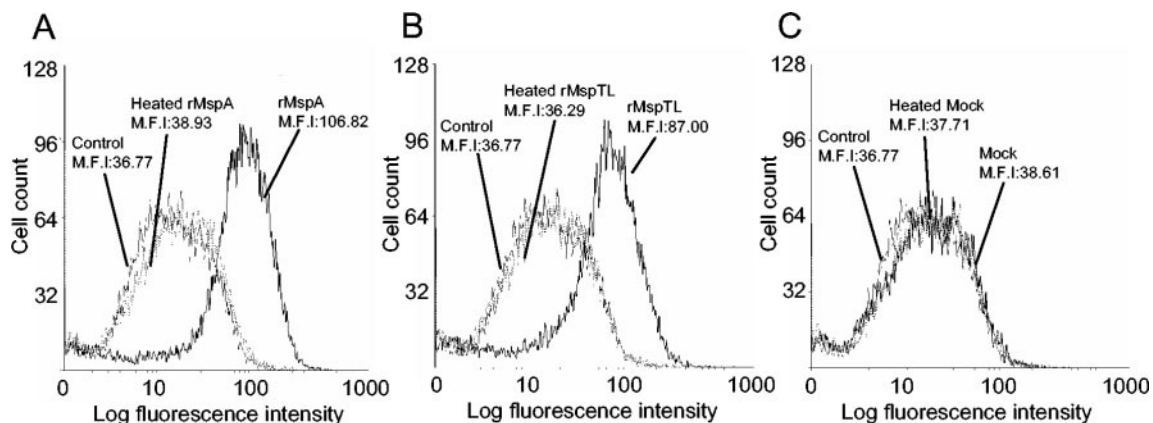 A
128
96
64
32
Cell count
Control
M.F.I:36.77
Heated rMspA
M.F.I:38.93
rMspA
M.F.I:106.82
0 10 100 1000
Log fluorescence intensity
B
128
96
64
32
Cell count
Control
M.F.I:36.77
Heated rMspTL
M.F.I:36.29
rMspTL
M.F.I:87.00
0 10 100 1000
Log fluorescence intensity
C
128
96
64
32
Cell count
Control
M.F.I:36.77
Heated Mock
M.F.I:37.71
Mock
M.F.I:38.61
0 10 100 1000
Log fluorescence intensity